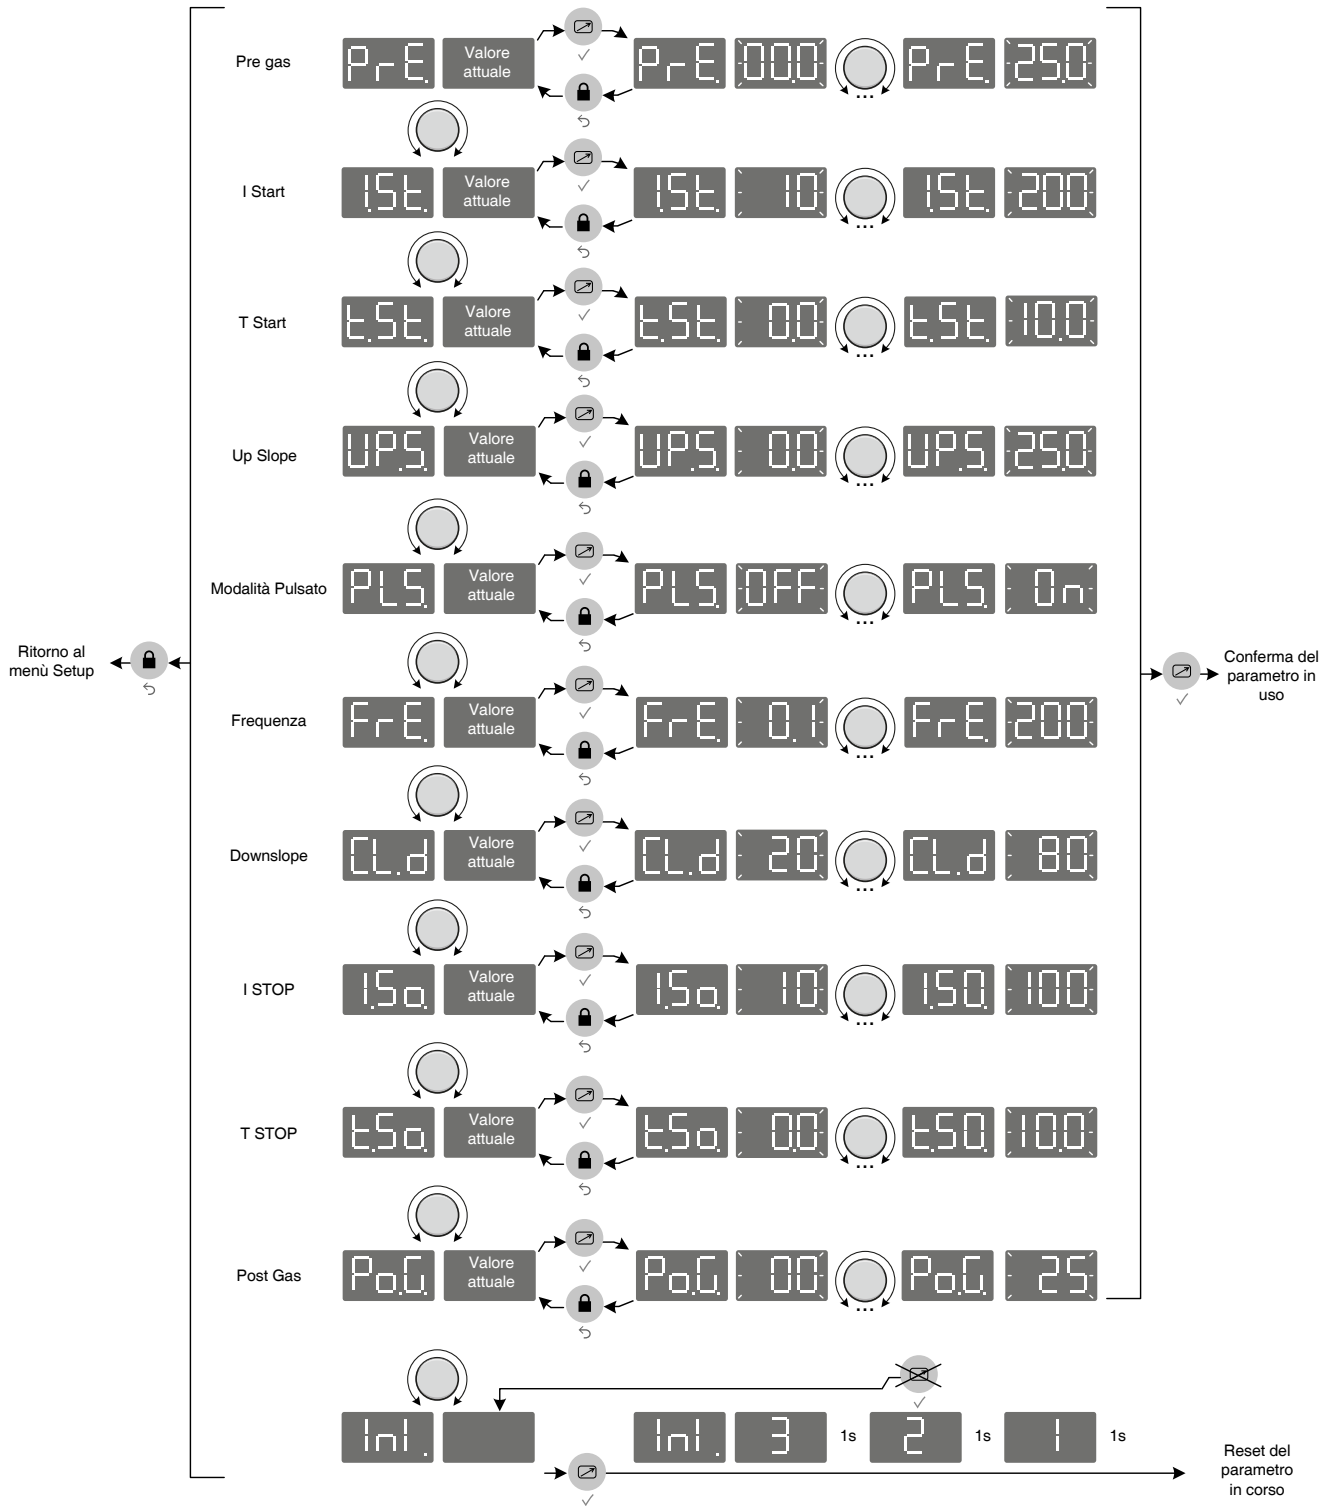 Pre gas PrE. Valore attuale PrE. 00.0 ... PrE. 25.0
I Start I.St. Valore attuale I.St. 10 ... I.St. 200
T Start t.St. Valore attuale t.St. 0.0 ... t.St. 10.0
Up Slope UP.S. Valore attuale UP.S. 0.0 ... UP.S. 25.0
Modalità Pulsato PLS. Valore attuale PLS. OFF ... PLS. On
Ritorno al
menù Setup
Conferma del
parametro in
uso
Frequenza FrE. Valore attuale FrE. 0.1 ... FrE. 200
Downslope CL.d Valore attuale CL.d 20 ... CL.d 80
I STOP I.So. Valore attuale I.So. 10 ... I.SO. 100
T STOP t.So. Valore attuale t.So. 0.0 ... t.SO. 10.0
Post Gas Po.G. Valore attuale Po.G. 00 ... Po.G. 25
InI. InI. 3 1s 2 1s 1 1s
Reset del
parametro
in corso